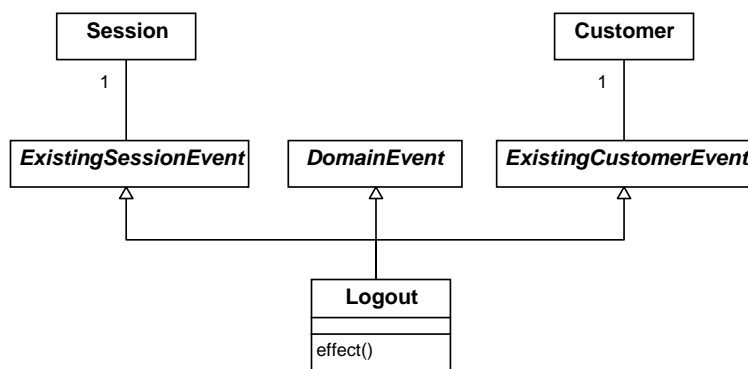 Session
Customer
1
1
ExistingSessionEvent
DomainEvent
ExistingCustomerEvent
Logout
effect()